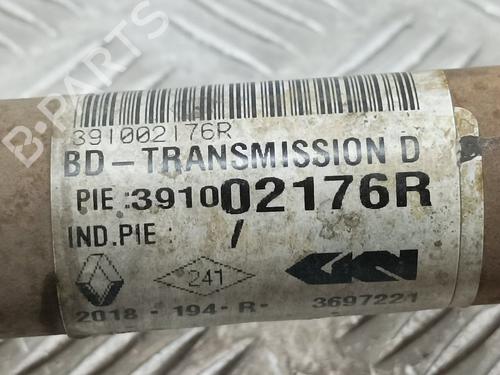 391002176R
BD-TRANSMISSION D
PIE :391002176R
IND.PIE : /
241
GKN
2018 - 194- R- 3697221
B-PARTS